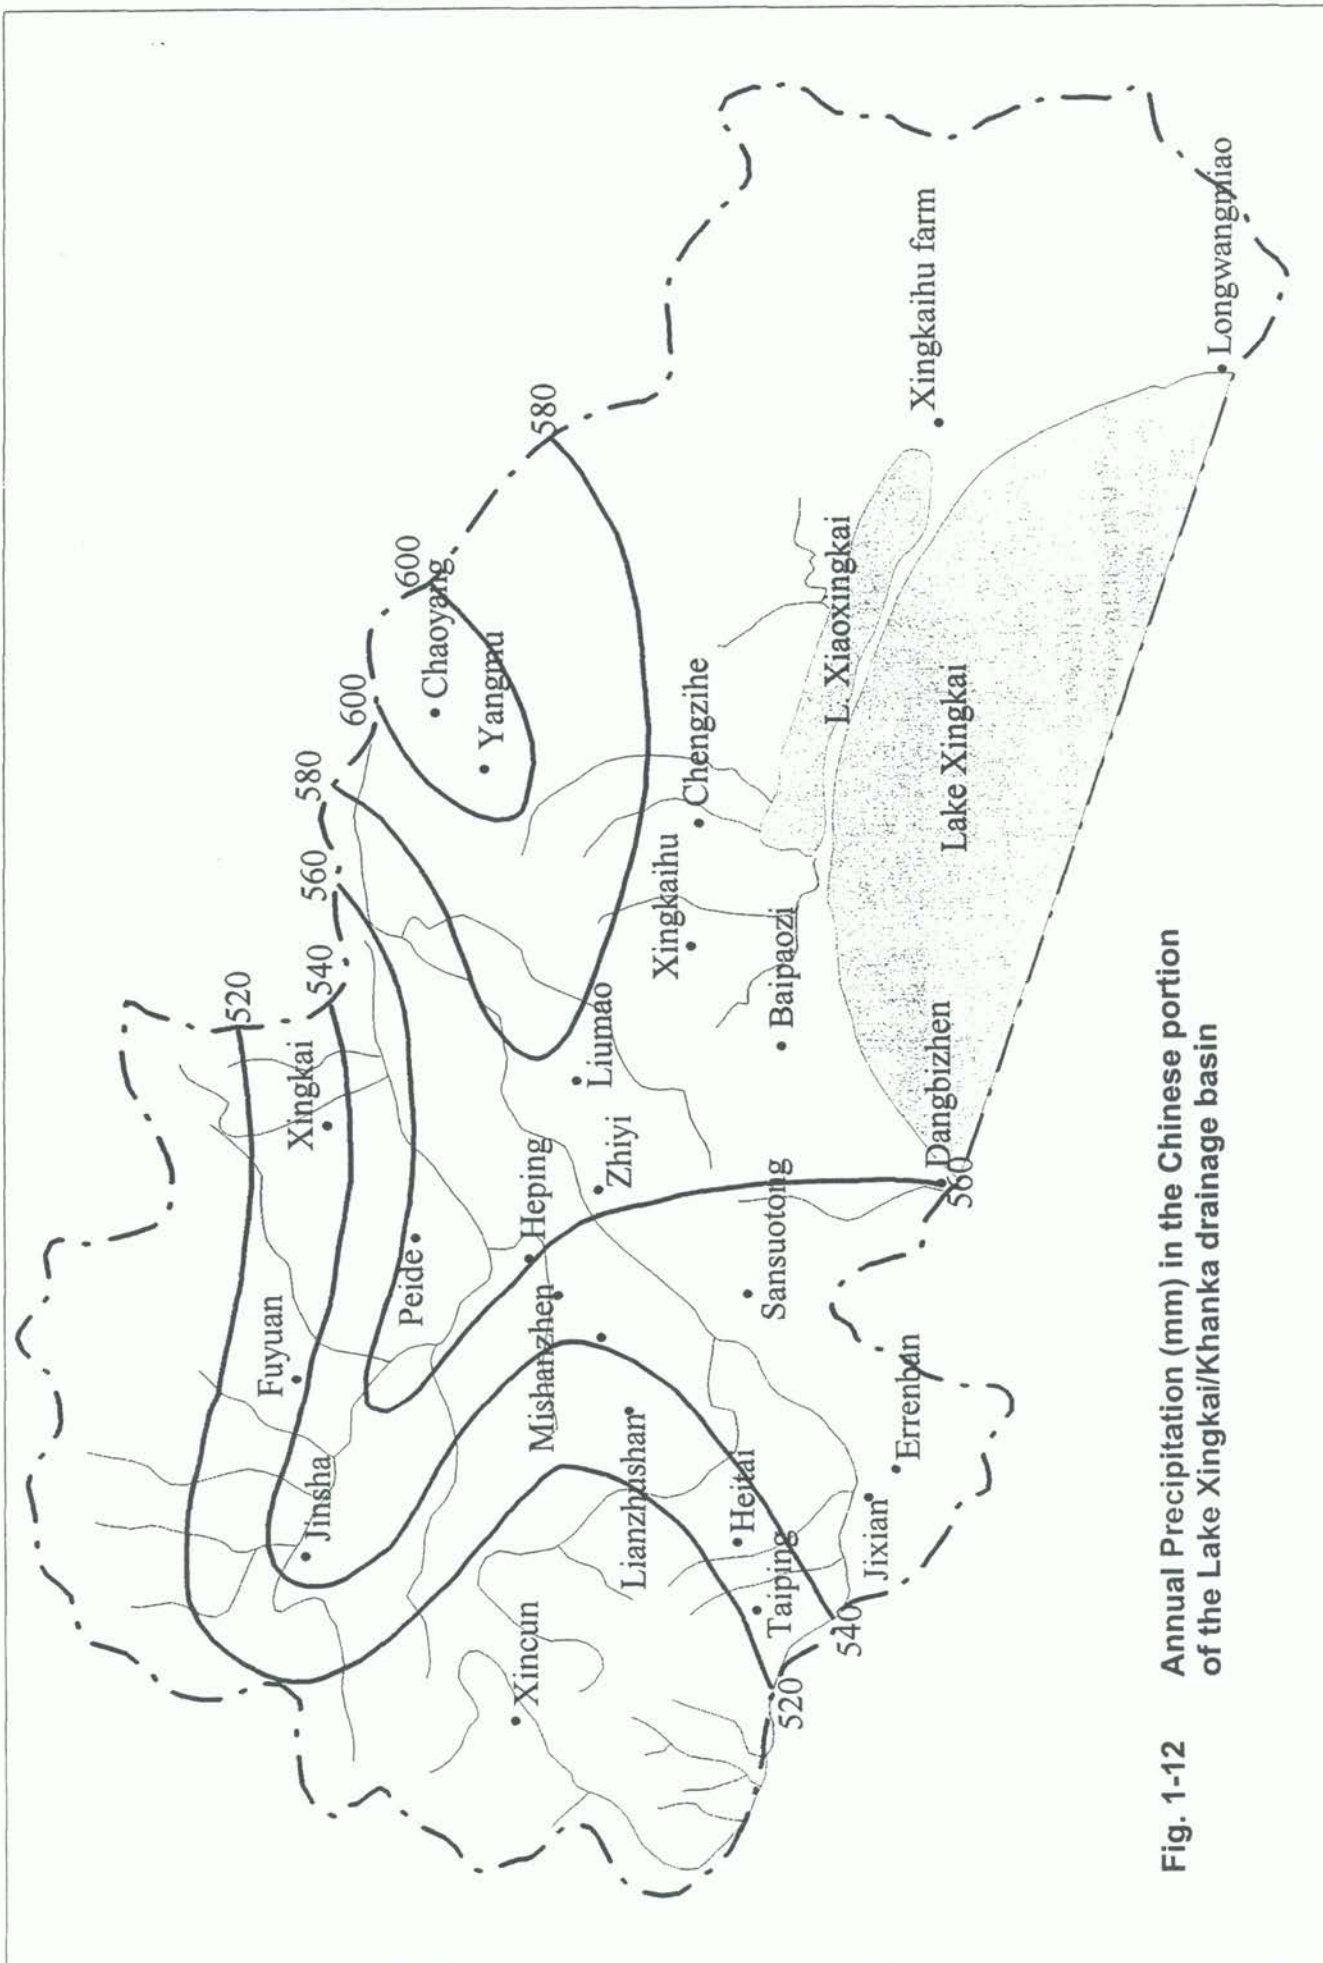 520
540
560
580
600
600
580
Xingkai
Fuyuan
Jinsha
Chaoyang
Yangmu
Peide
Heping
Mishanzhen
Xincun
Liumao
Zhiyi
Lianzhushan
Xingkaihu
Chengzihe
Heitai
Taiping
Sansuotong
Baipaozi
L. Xiaoxingkai
520
540
Jixian
Errenban
Dangbizhen
560
Lake Xingkai
Xingkaihu farm
Longwangmiao
Fig. 1-12 Annual Precipitation (mm) in the Chinese portion
of the Lake Xingkai/Khanka drainage basin